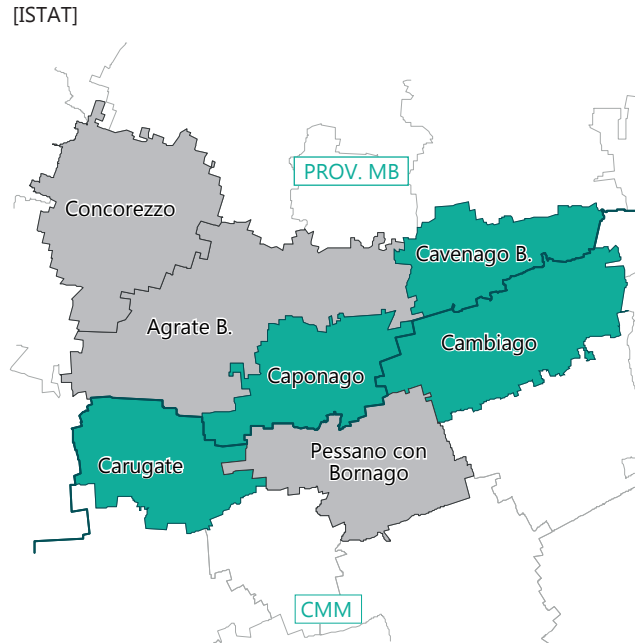 [ISTAT]
PROV. MB
Concorezzo
Cavenago B.
Agrate B.
Cambiago
Caponago
Pessano con
Bornago
Carugate
CMM